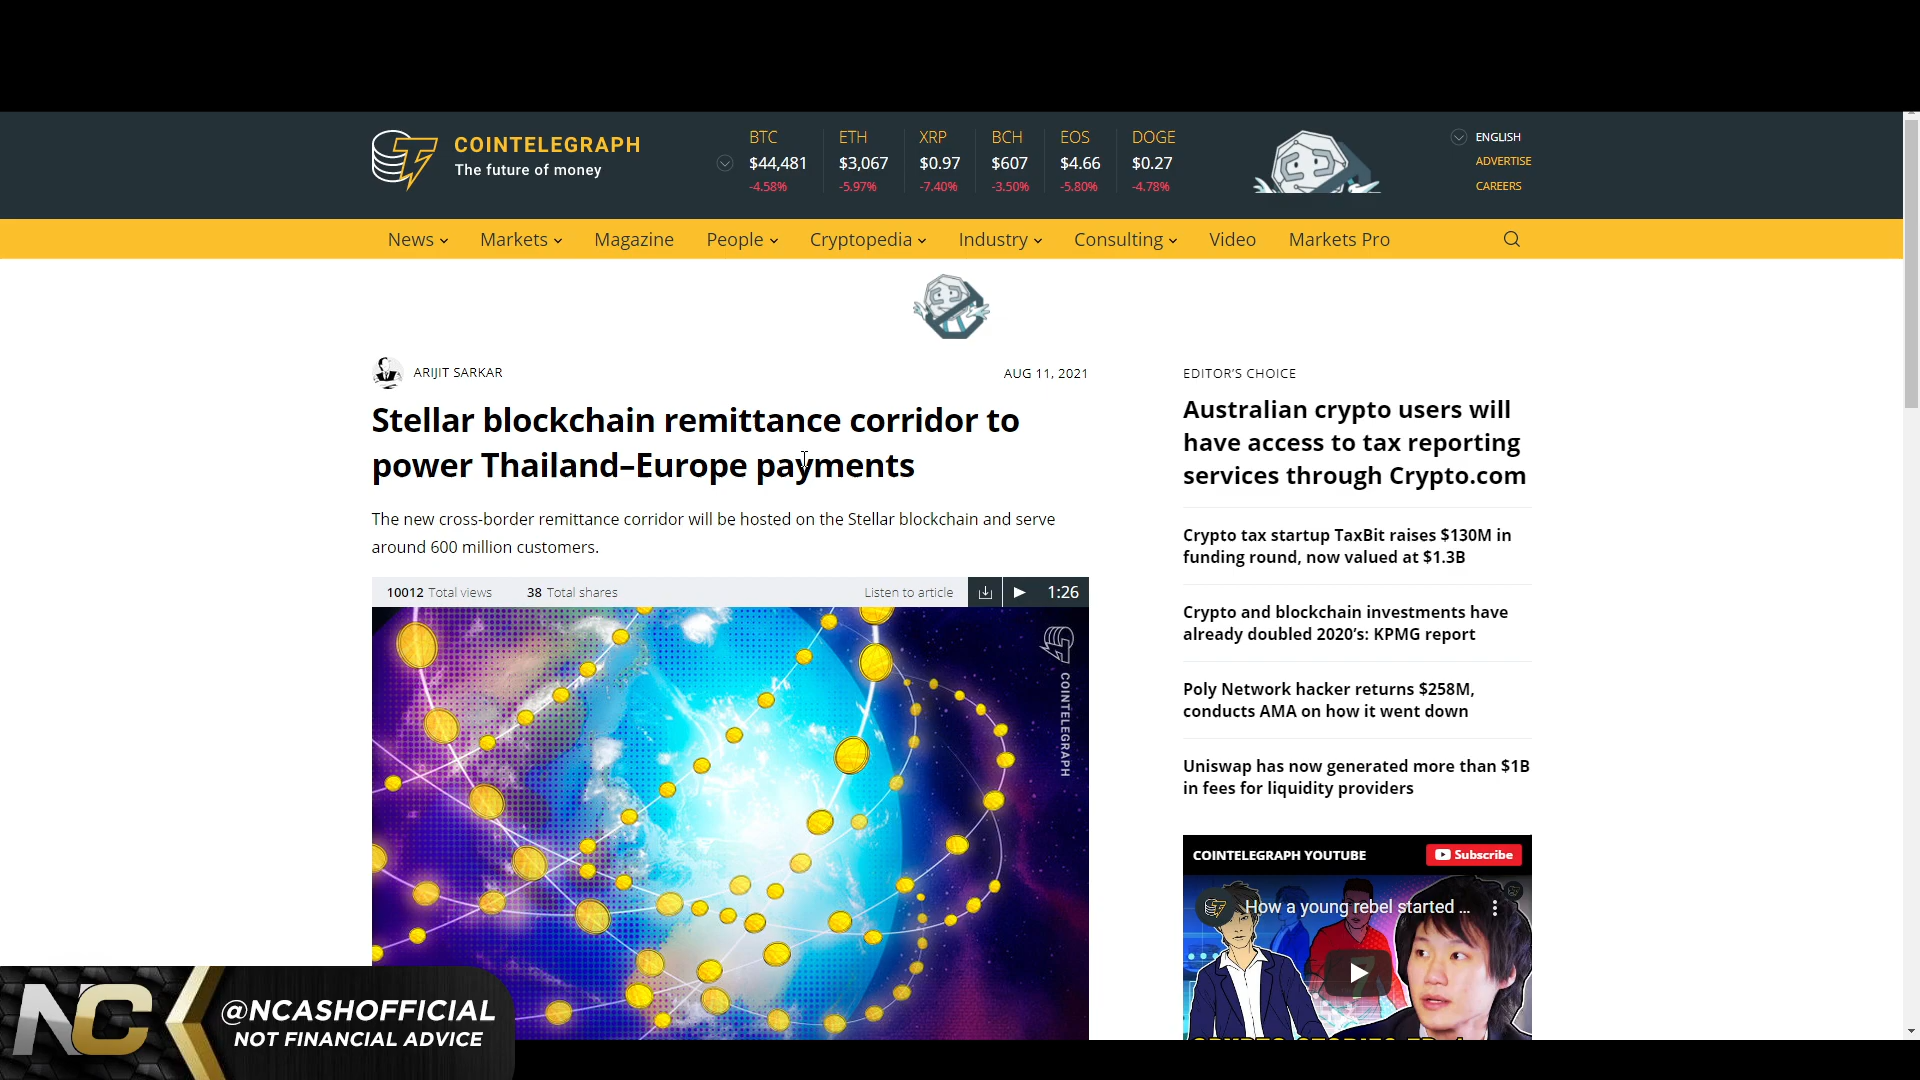 COINTELEGRAPH
The future of money
BTC ETH XRP BCH EOS DOGE
$44,481 $3,067 $0.97 $607 $4.66 $0.27
-4.58% -5.97% -7.40% -3.50% -5.80% -4.78%
ENGLISH
ADVERTISE
CAREERS
News Markets Magazine People Cryptopedia Industry Consulting Video Markets Pro
ARIJIT SARKAR
AUG 11, 2021
Stellar blockchain remittance corridor to
power Thailand–Europe payments
The new cross-border remittance corridor will be hosted on the Stellar blockchain and serve
around 600 million customers.
10012 Total views 38 Total shares Listen to article 1:26
COINTELEGRAPH
EDITOR'S CHOICE
Australian crypto users will
have access to tax reporting
services through Crypto.com
Crypto tax startup TaxBit raises $130M in
funding round, now valued at $1.3B
Crypto and blockchain investments have
already doubled 2020's: KPMG report
Poly Network hacker returns $258M,
conducts AMA on how it went down
Uniswap has now generated more than $1B
in fees for liquidity providers
COINTELEGRAPH YOUTUBE Subscribe
How a young rebel started ...
NC
@NCASHOFFICIAL
NOT FINANCIAL ADVICE